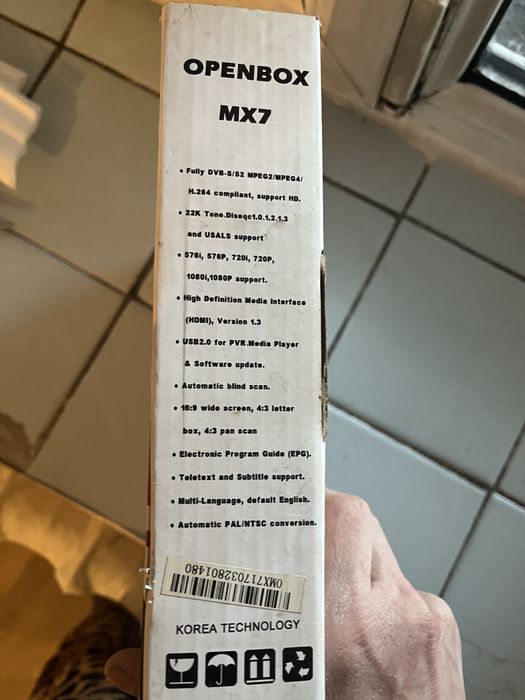 OPENBOX
MX7
• Fully DVB-S/S2 MPEG2/MPEG4/
H.264 compliant, support HD.
• 22K Tone.Diseqc1.0.1.2.1.3
and USALS support
• 576i, 576P, 720i, 720P,
1080i,1080P support.
• High Definition Media Interface
(HDMI), Version 1.3
• USB2.0 for PVR.Media Player
& Software update.
• Automatic blind scan.
• 16:9 wide screen, 4:3 letter
box, 4:3 pan scan
• Electronic Program Guide (EPG).
• Teletext and Subtitle support.
• Multi-Language, default English.
• Automatic PAL/NTSC conversion.
OMX717032801480
KOREA TECHNOLOGY